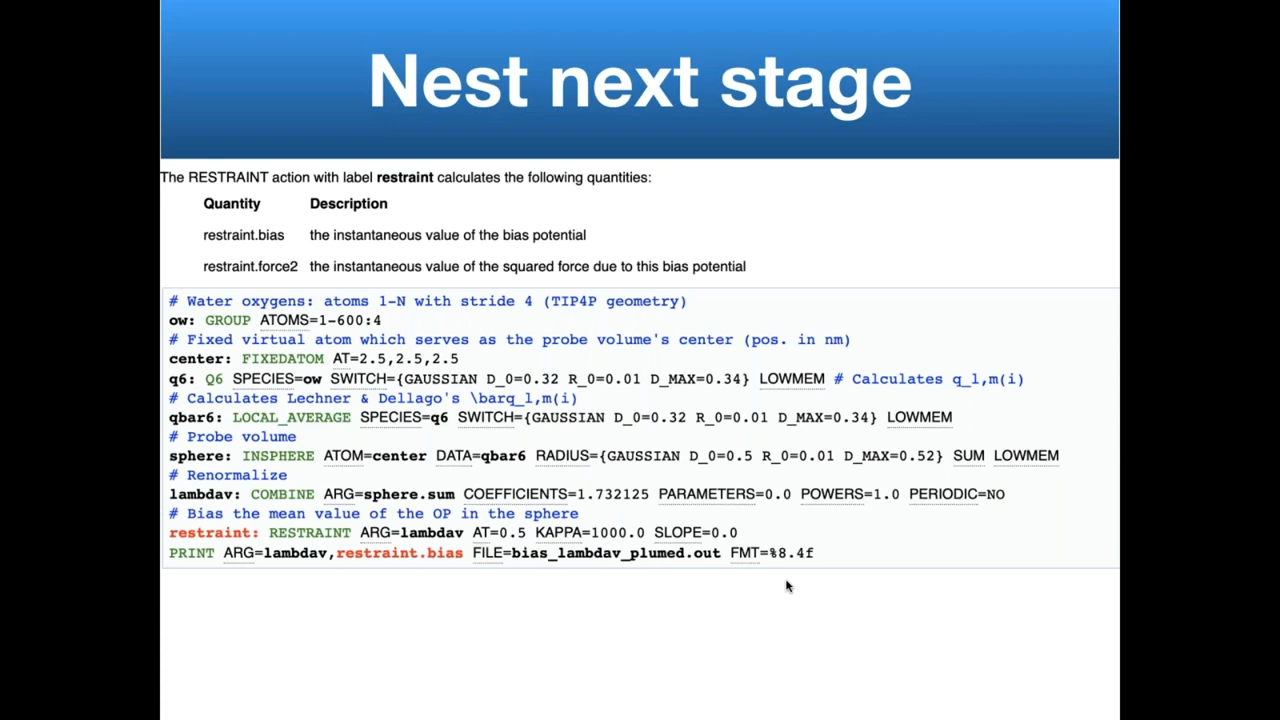 Nest next stage
The RESTRAINT action with label restraint calculates the following quantities:
Quantity Description
restraint.bias the instantaneous value of the bias potential
restraint.force2 the instantaneous value of the squared force due to this bias potential
# Water oxygens: atoms 1-N with stride 4 (TIP4P geometry)
ow: GROUP ATOMS=1-600:4
# Fixed virtual atom which serves as the probe volume's center (pos. in nm)
center: FIXEDATOM AT=2.5,2.5,2.5
q6: Q6 SPECIES=ow SWITCH={GAUSSIAN D_0=0.32 R_0=0.01 D_MAX=0.34} LOWMEM # Calculates q_l,m(i)
# Calculates Lechner & Dellago's \barq_l,m(i)
qbar6: LOCAL_AVERAGE SPECIES=q6 SWITCH={GAUSSIAN D_0=0.32 R_0=0.01 D_MAX=0.34} LOWMEM
# Probe volume
sphere: INSPHERE ATOM=center DATA=qbar6 RADIUS={GAUSSIAN D_0=0.5 R_0=0.01 D_MAX=0.52} SUM LOWMEM
# Renormalize
lambdav: COMBINE ARG=sphere.sum COEFFICIENTS=1.732125 PARAMETERS=0.0 POWERS=1.0 PERIODIC=NO
# Bias the mean value of the OP in the sphere
restraint: RESTRAINT ARG=lambdav AT=0.5 KAPPA=1000.0 SLOPE=0.0
PRINT ARG=lambdav,restraint.bias FILE=bias_lambdav_plumed.out FMT=%8.4f